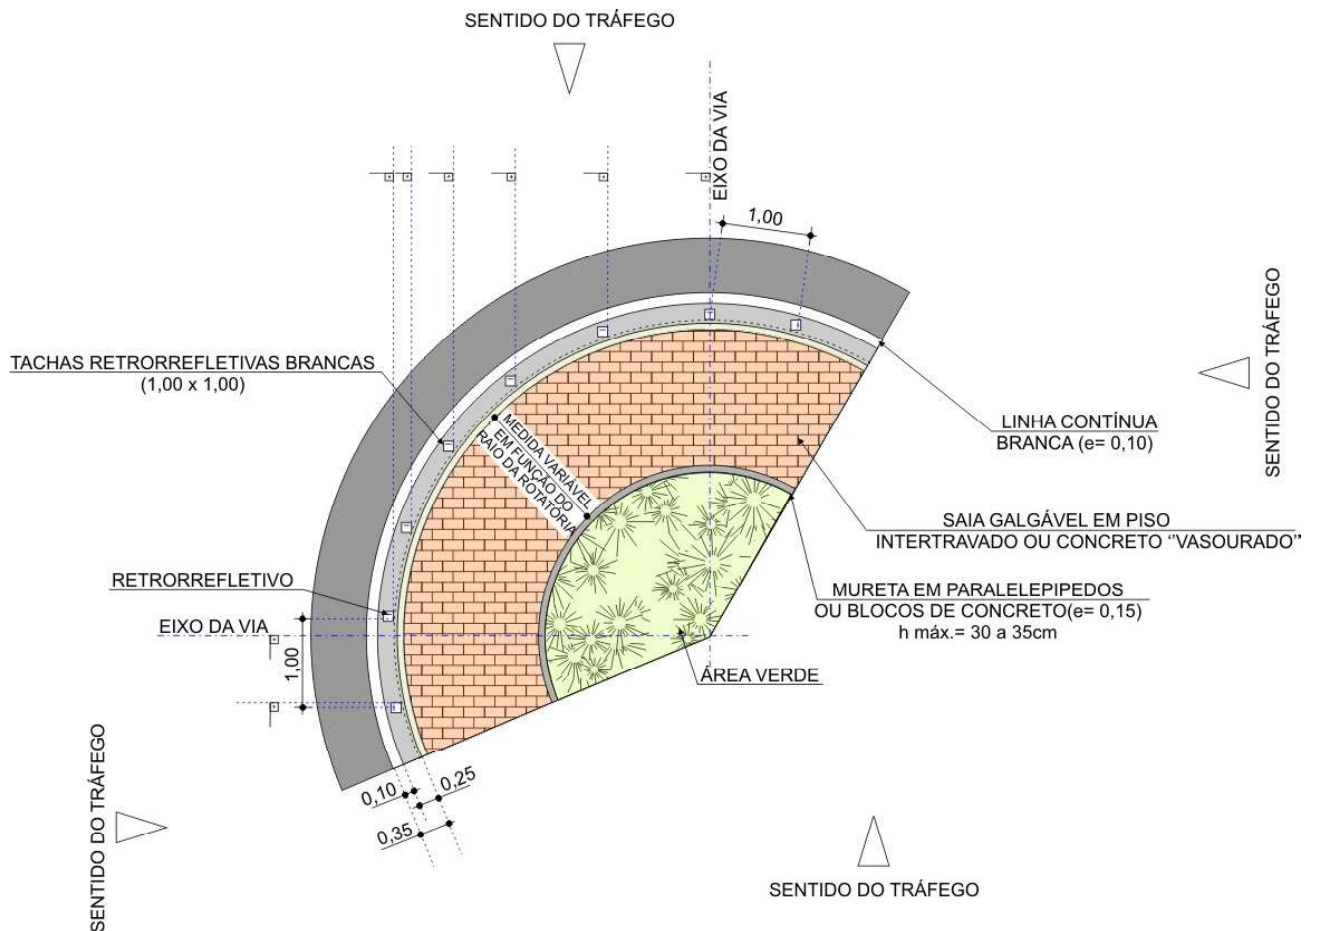 SENTIDO DO TRÁFEGO
EIXO DA VIA
1,00
SENTIDO DO TRÁFEGO
TACHAS RETRORREFLETIVAS BRANCAS
(1,00 x 1,00)
LINHA CONTÍNUA
BRANCA (e= 0,10)
MEDIDA VARIÁVEL
EM FUNÇÃO DO
RAIO DA ROTATÓRIA
SAIA GALGÁVEL EM PISO
INTERTRAVADO OU CONCRETO “VASOURADO”
RETRORREFLETIVO
MURETA EM PARALELEPIPEDOS
OU BLOCOS DE CONCRETO(e= 0,15)
h máx.= 30 a 35cm
EIXO DA VIA
1,00
ÁREA VERDE
0,10
0,25
0,35
SENTIDO DO TRÁFEGO
SENTIDO DO TRÁFEGO